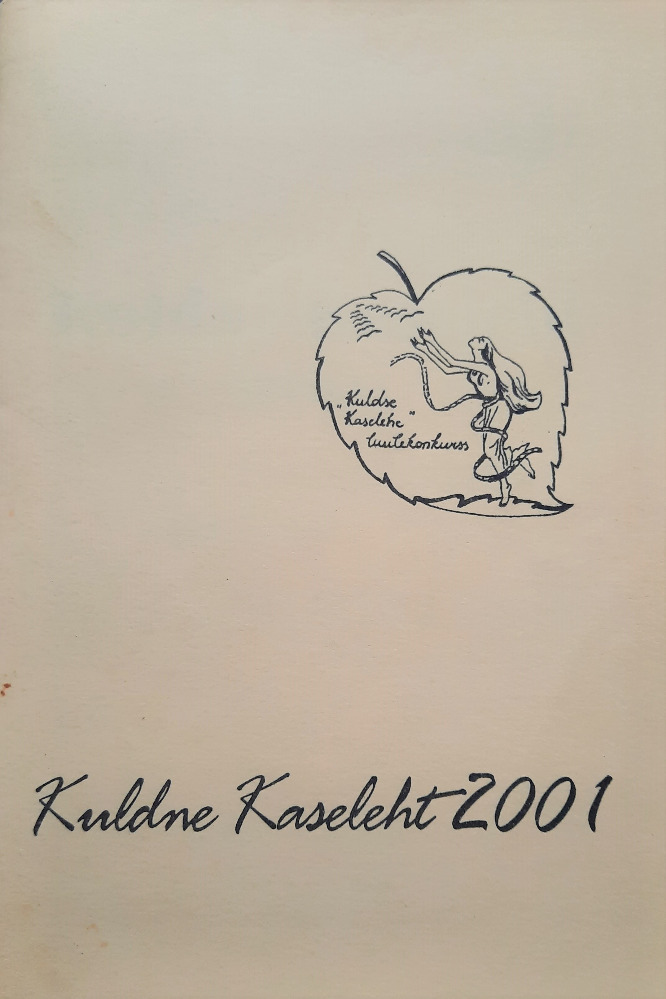 „Kuldse
Kaselehe"
luulekonkurss
Kuldne Kaseleht 2001